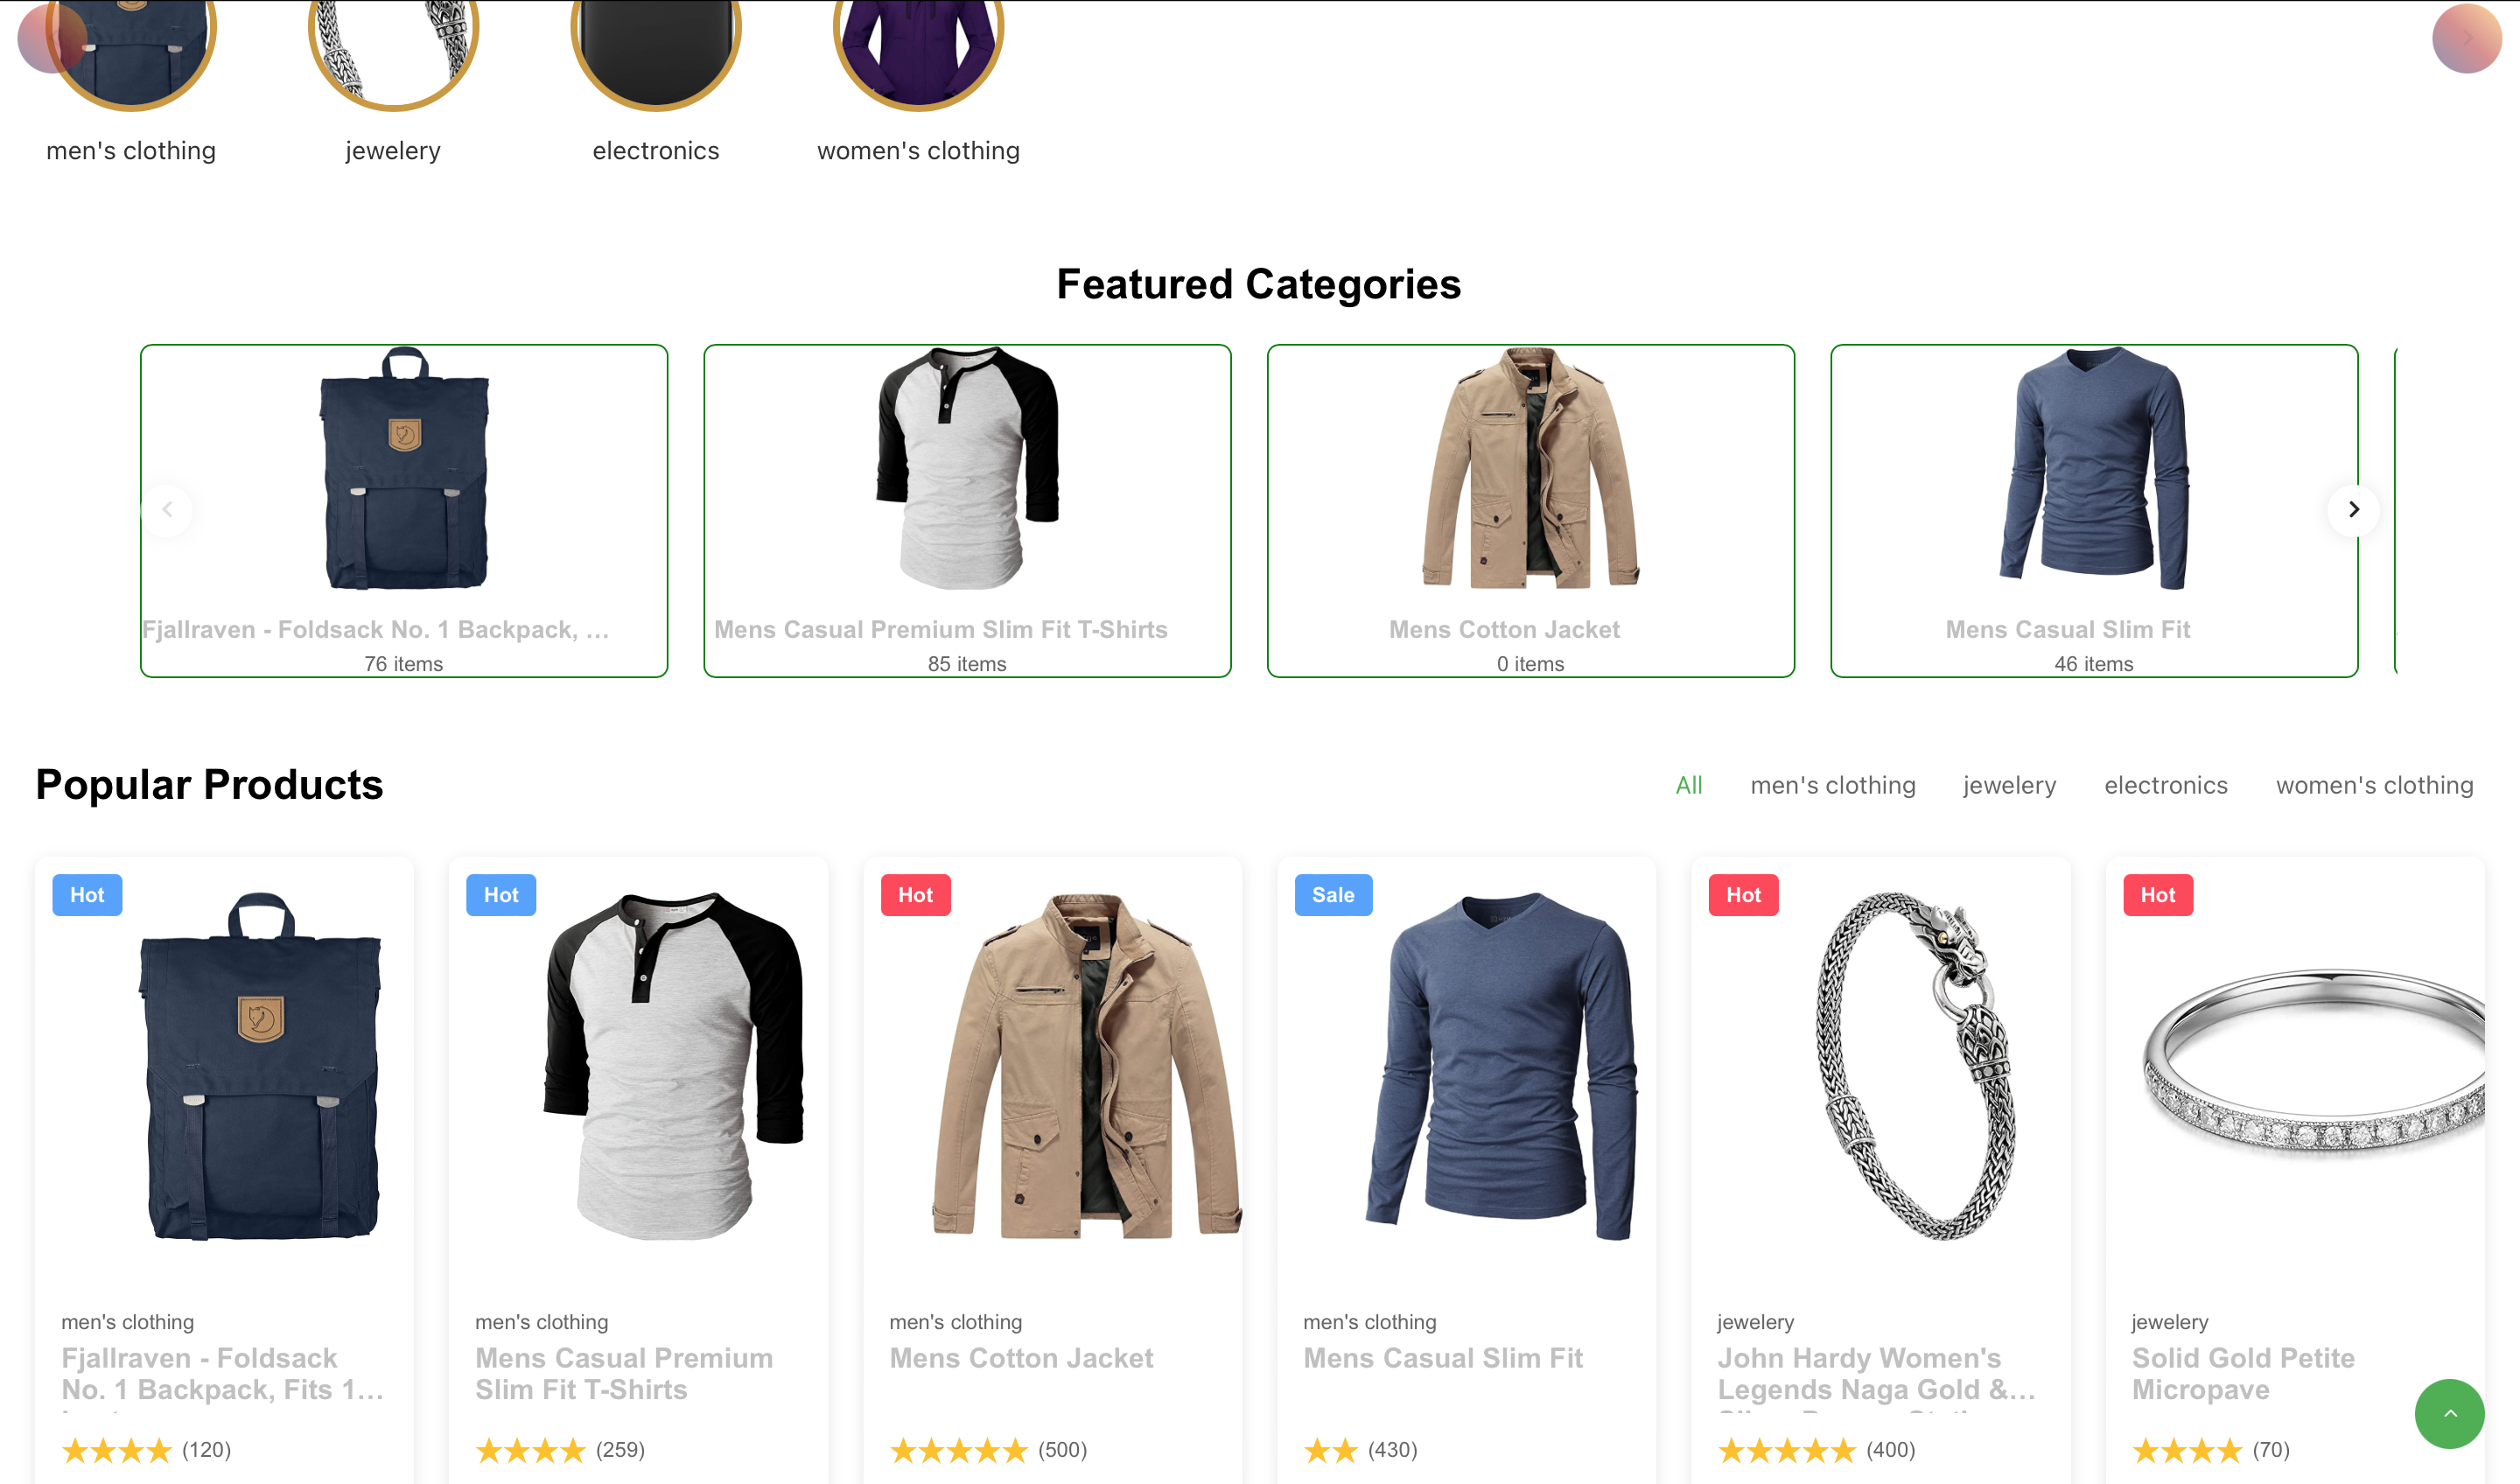 men's clothing
jewelery
electronics
women's clothing
Featured Categories
Fjallraven - Foldsack No. 1 Backpack, ...
76 items
Mens Casual Premium Slim Fit T-Shirts
85 items
Mens Cotton Jacket
0 items
Mens Casual Slim Fit
46 items
Popular Products
All
men's clothing
jewelery
electronics
women's clothing
Hot
men's clothing
Fjallraven - Foldsack
No. 1 Backpack, Fits 1...
(120)
Hot
men's clothing
Mens Casual Premium
Slim Fit T-Shirts
(259)
Hot
men's clothing
Mens Cotton Jacket
(500)
Sale
men's clothing
Mens Casual Slim Fit
(430)
Hot
jewelery
John Hardy Women's
Legends Naga Gold &...
(400)
Hot
jewelery
Solid Gold Petite
Micropave
(70)